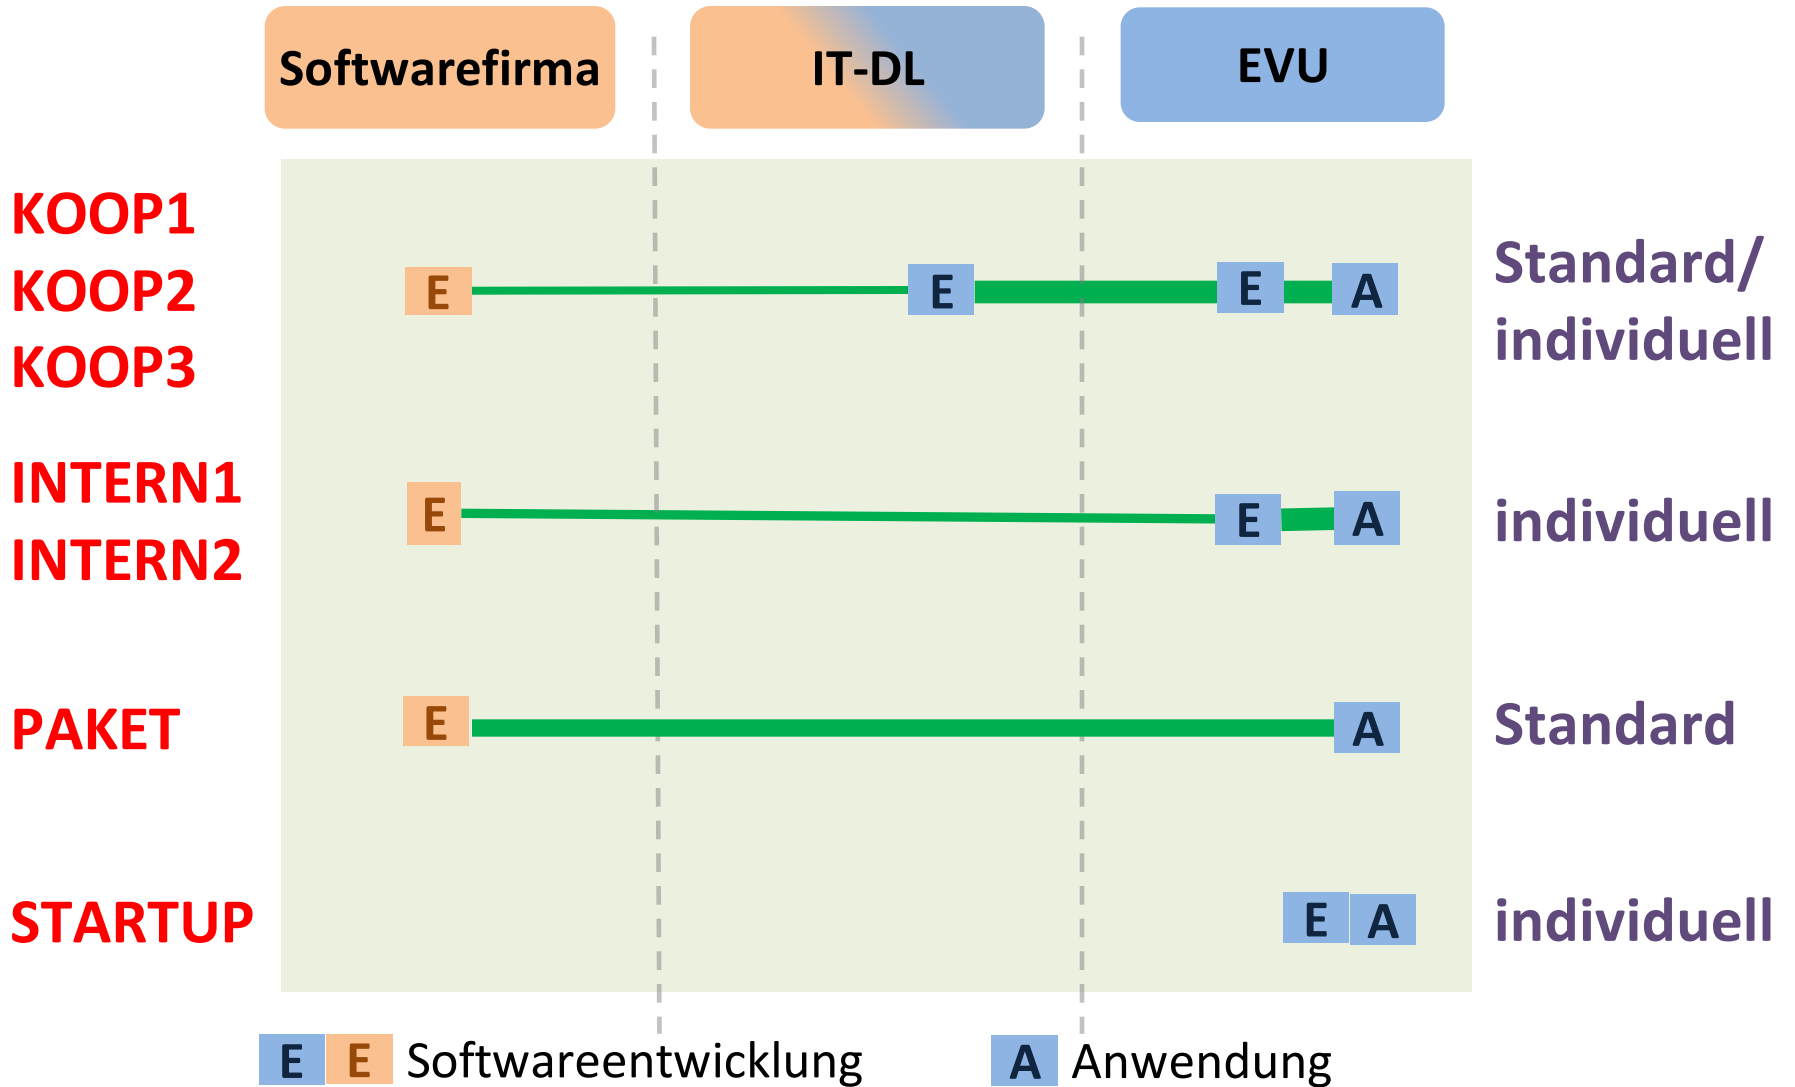 Softwarefirma
IT-DL
EVU
KOOP1
KOOP2
KOOP3
E
E
E
A
Standard/
individuell
INTERN1
INTERN2
E
E
A
individuell
PAKET
E
A
Standard
STARTUP
E
A
individuell
E E Softwareentwicklung
A Anwendung